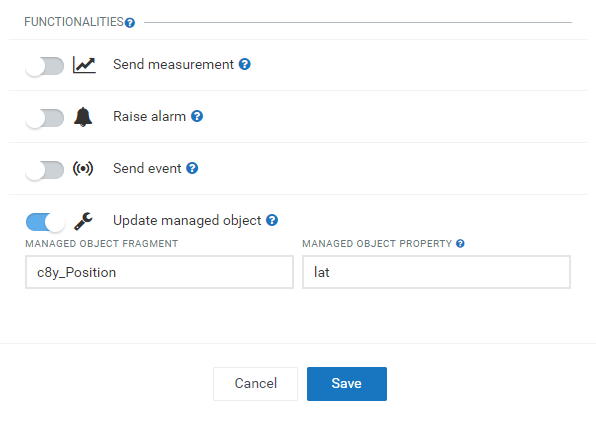 FUNCTIONALITIES
Send measurement
Raise alarm
Send event
Update managed object
MANAGED OBJECT FRAGMENT MANAGED OBJECT PROPERTY
c8y_Position lat
Cancel Save